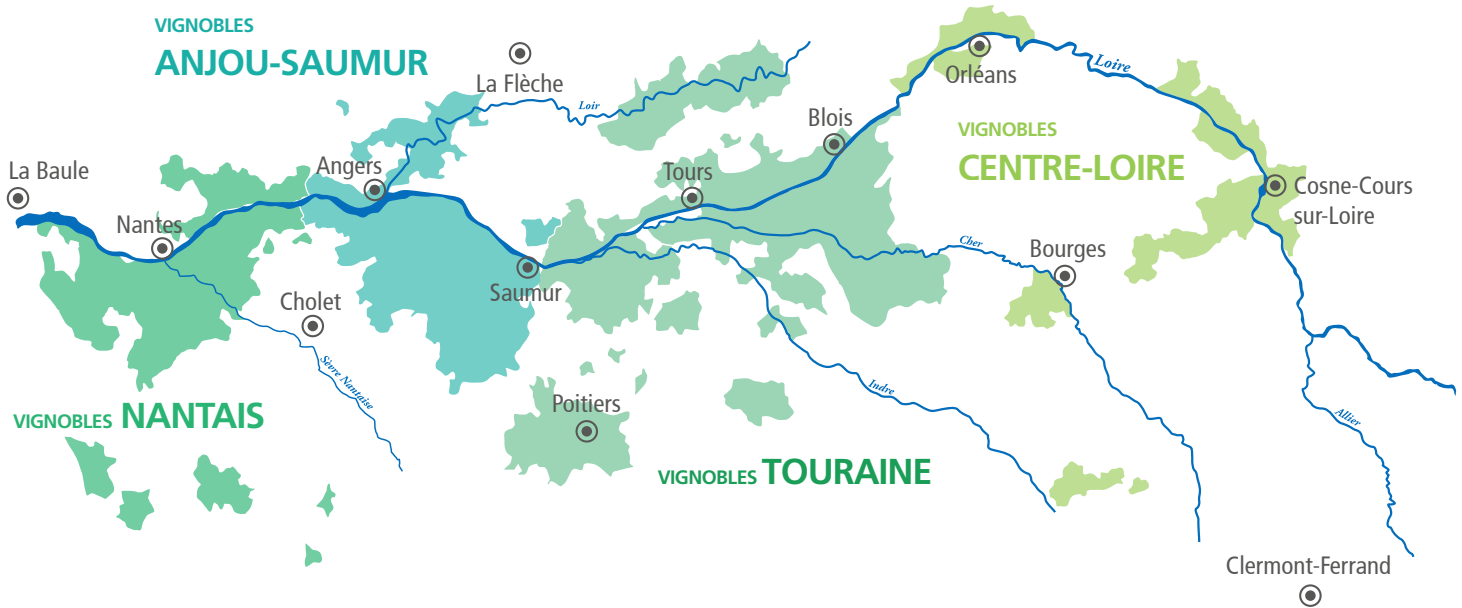 VIGNOBLES
ANJOU-SAUMUR
La Flèche
Loir
Orléans
Loire
Blois
VIGNOBLES
CENTRE-LOIRE
La Baule
Angers
Tours
Cosne-Cours
sur-Loire
Nantes
Cher
Bourges
Saumur
Cholet
Sèvre Nantaise
Indre
VIGNOBLES NANTAIS
Poitiers
Allier
VIGNOBLES TOURAINE
Clermont-Ferrand